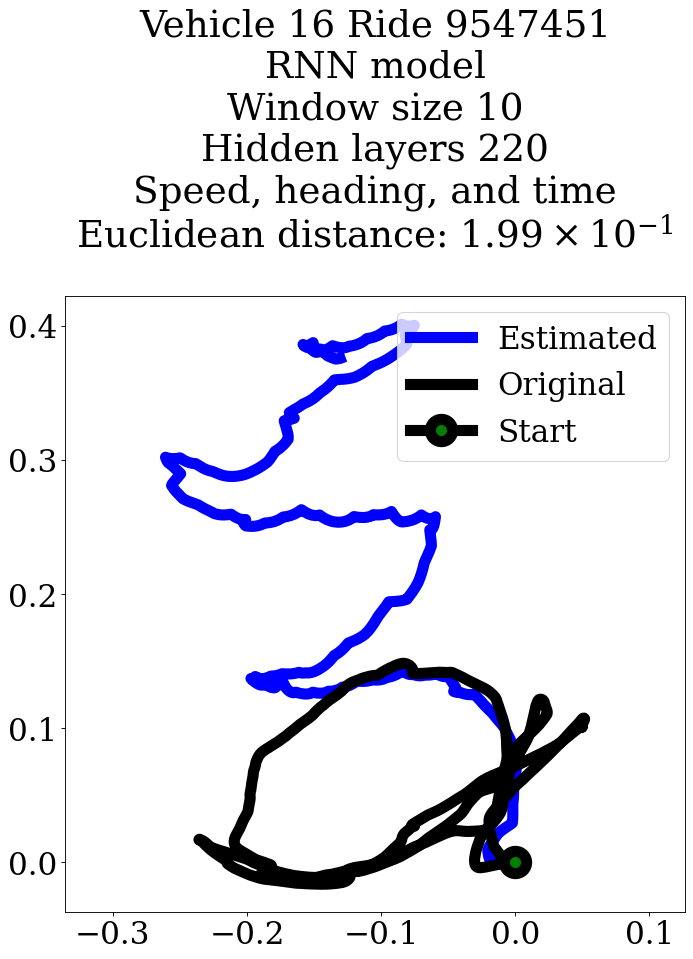 Vehicle 16 Ride 9547451
RNN model
Window size 10
Hidden layers 220
Speed, heading, and time
Euclidean distance: 1.99 × 10⁻¹
0.4
0.3
0.2
0.1
0.0
Estimated
Original
Start
−0.3 −0.2 −0.1 0.0 0.1